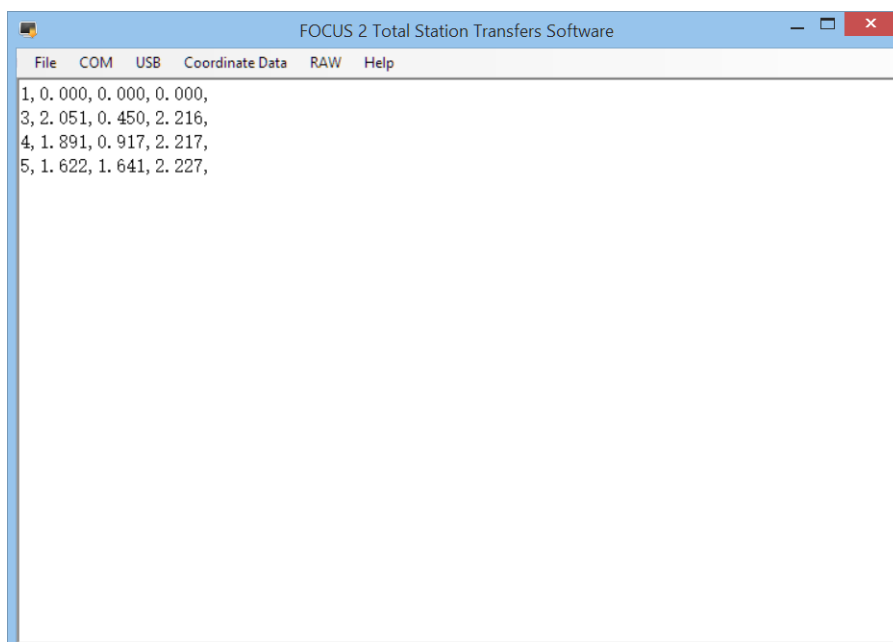 FOCUS 2 Total Station Transfers Software
File COM USB Coordinate Data RAW Help
1, 0. 000, 0. 000, 0. 000,
3, 2. 051, 0. 450, 2. 216,
4, 1. 891, 0. 917, 2. 217,
5, 1. 622, 1. 641, 2. 227,